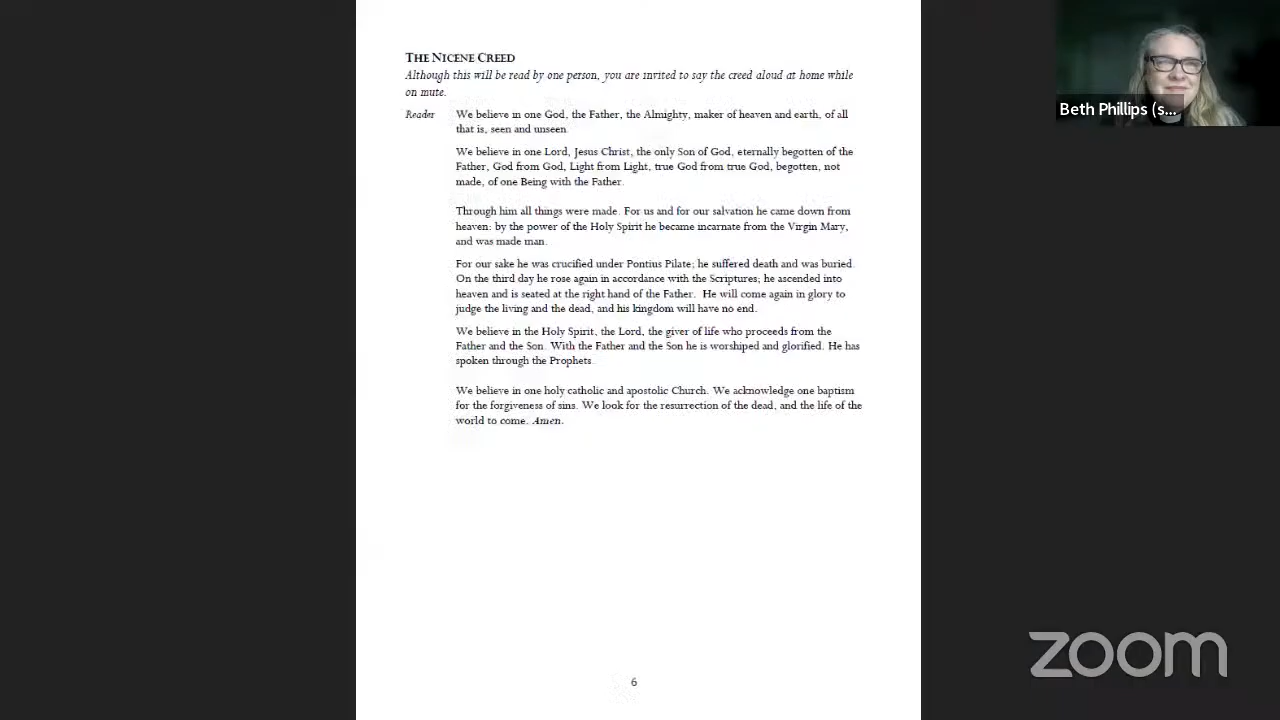 THE NICENE CREED
Although this will be read by one person, you are invited to say the creed aloud at home while
on mute.
Reader We believe in one God, the Father, the Almighty, maker of heaven and earth, of all
that is, seen and unseen.
We believe in one Lord, Jesus Christ, the only Son of God, eternally begotten of the
Father, God from God, Light from Light, true God from true God, begotten, not
made, of one Being with the Father.
Through him all things were made. For us and for our salvation he came down from
heaven: by the power of the Holy Spirit he became incarnate from the Virgin Mary,
and was made man.
For our sake he was crucified under Pontius Pilate; he suffered death and was buried.
On the third day he rose again in accordance with the Scriptures; he ascended into
heaven and is seated at the right hand of the Father. He will come again in glory to
judge the living and the dead, and his kingdom will have no end.
We believe in the Holy Spirit, the Lord, the giver of life who proceeds from the
Father and the Son. With the Father and the Son he is worshiped and glorified. He has
spoken through the Prophets.
We believe in one holy catholic and apostolic Church. We acknowledge one baptism
for the forgiveness of sins. We look for the resurrection of the dead, and the life of the
world to come. Amen.
6
Beth Phillips (s...
zoom